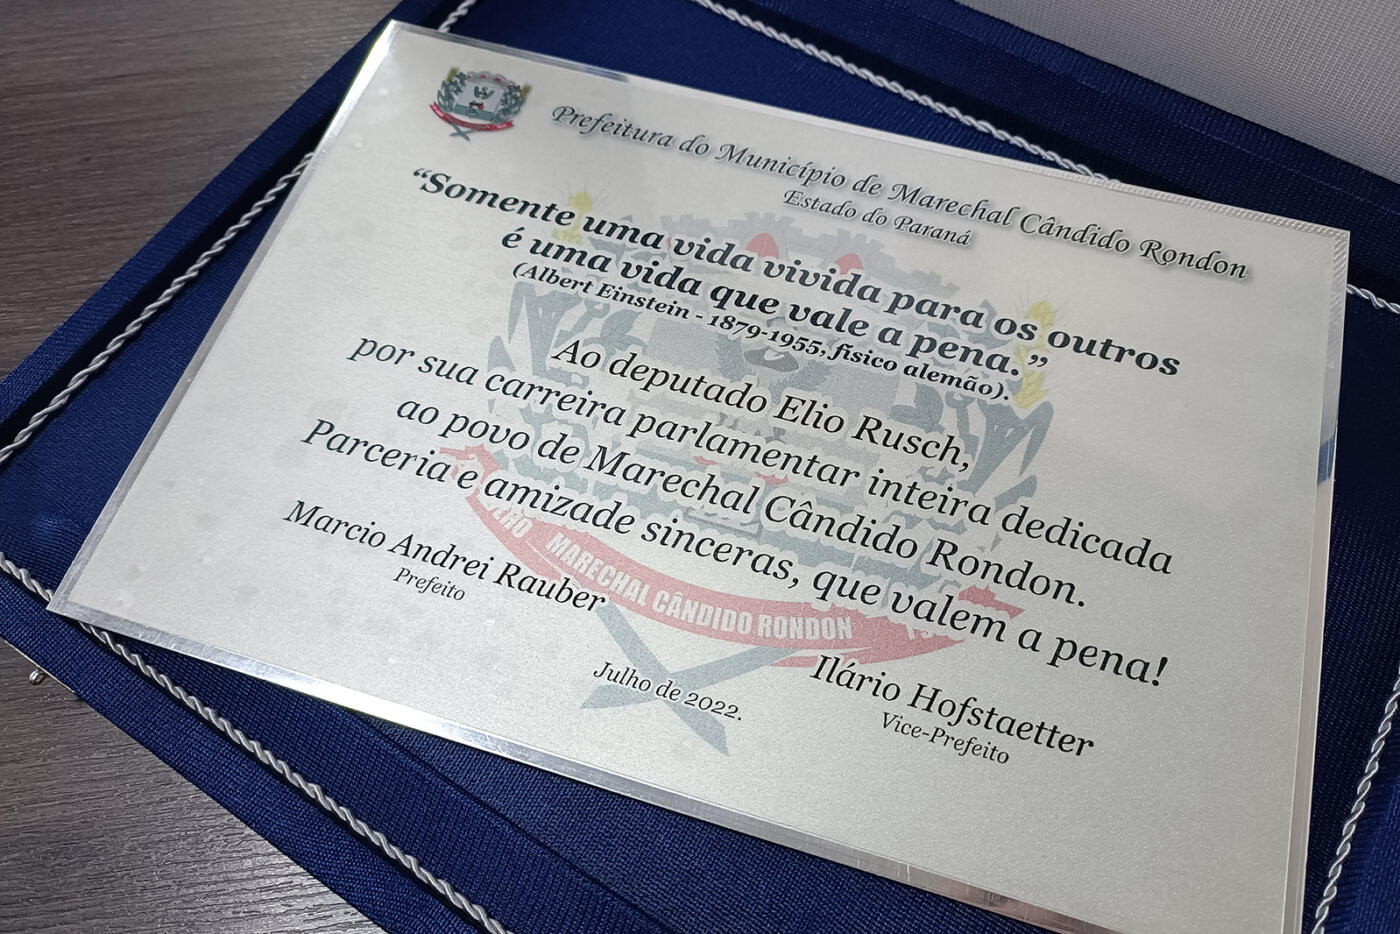 Prefeitura do Município de Marechal Cândido Rondon
Estado do Paraná
“Somente uma vida vivida para os outros
é uma vida que vale a pena.”
(Albert Einstein - 1879-1955, físico alemão).
Ao deputado Elio Rusch,
por sua carreira parlamentar inteira dedicada
ao povo de Marechal Cândido Rondon.
Parceria e amizade sinceras, que valem a pena!
Marcio Andrei Rauber
Prefeito
Ilário Hofstaetter
Vice-Prefeito
Julho de 2022.
MARECHAL CÂNDIDO RONDON